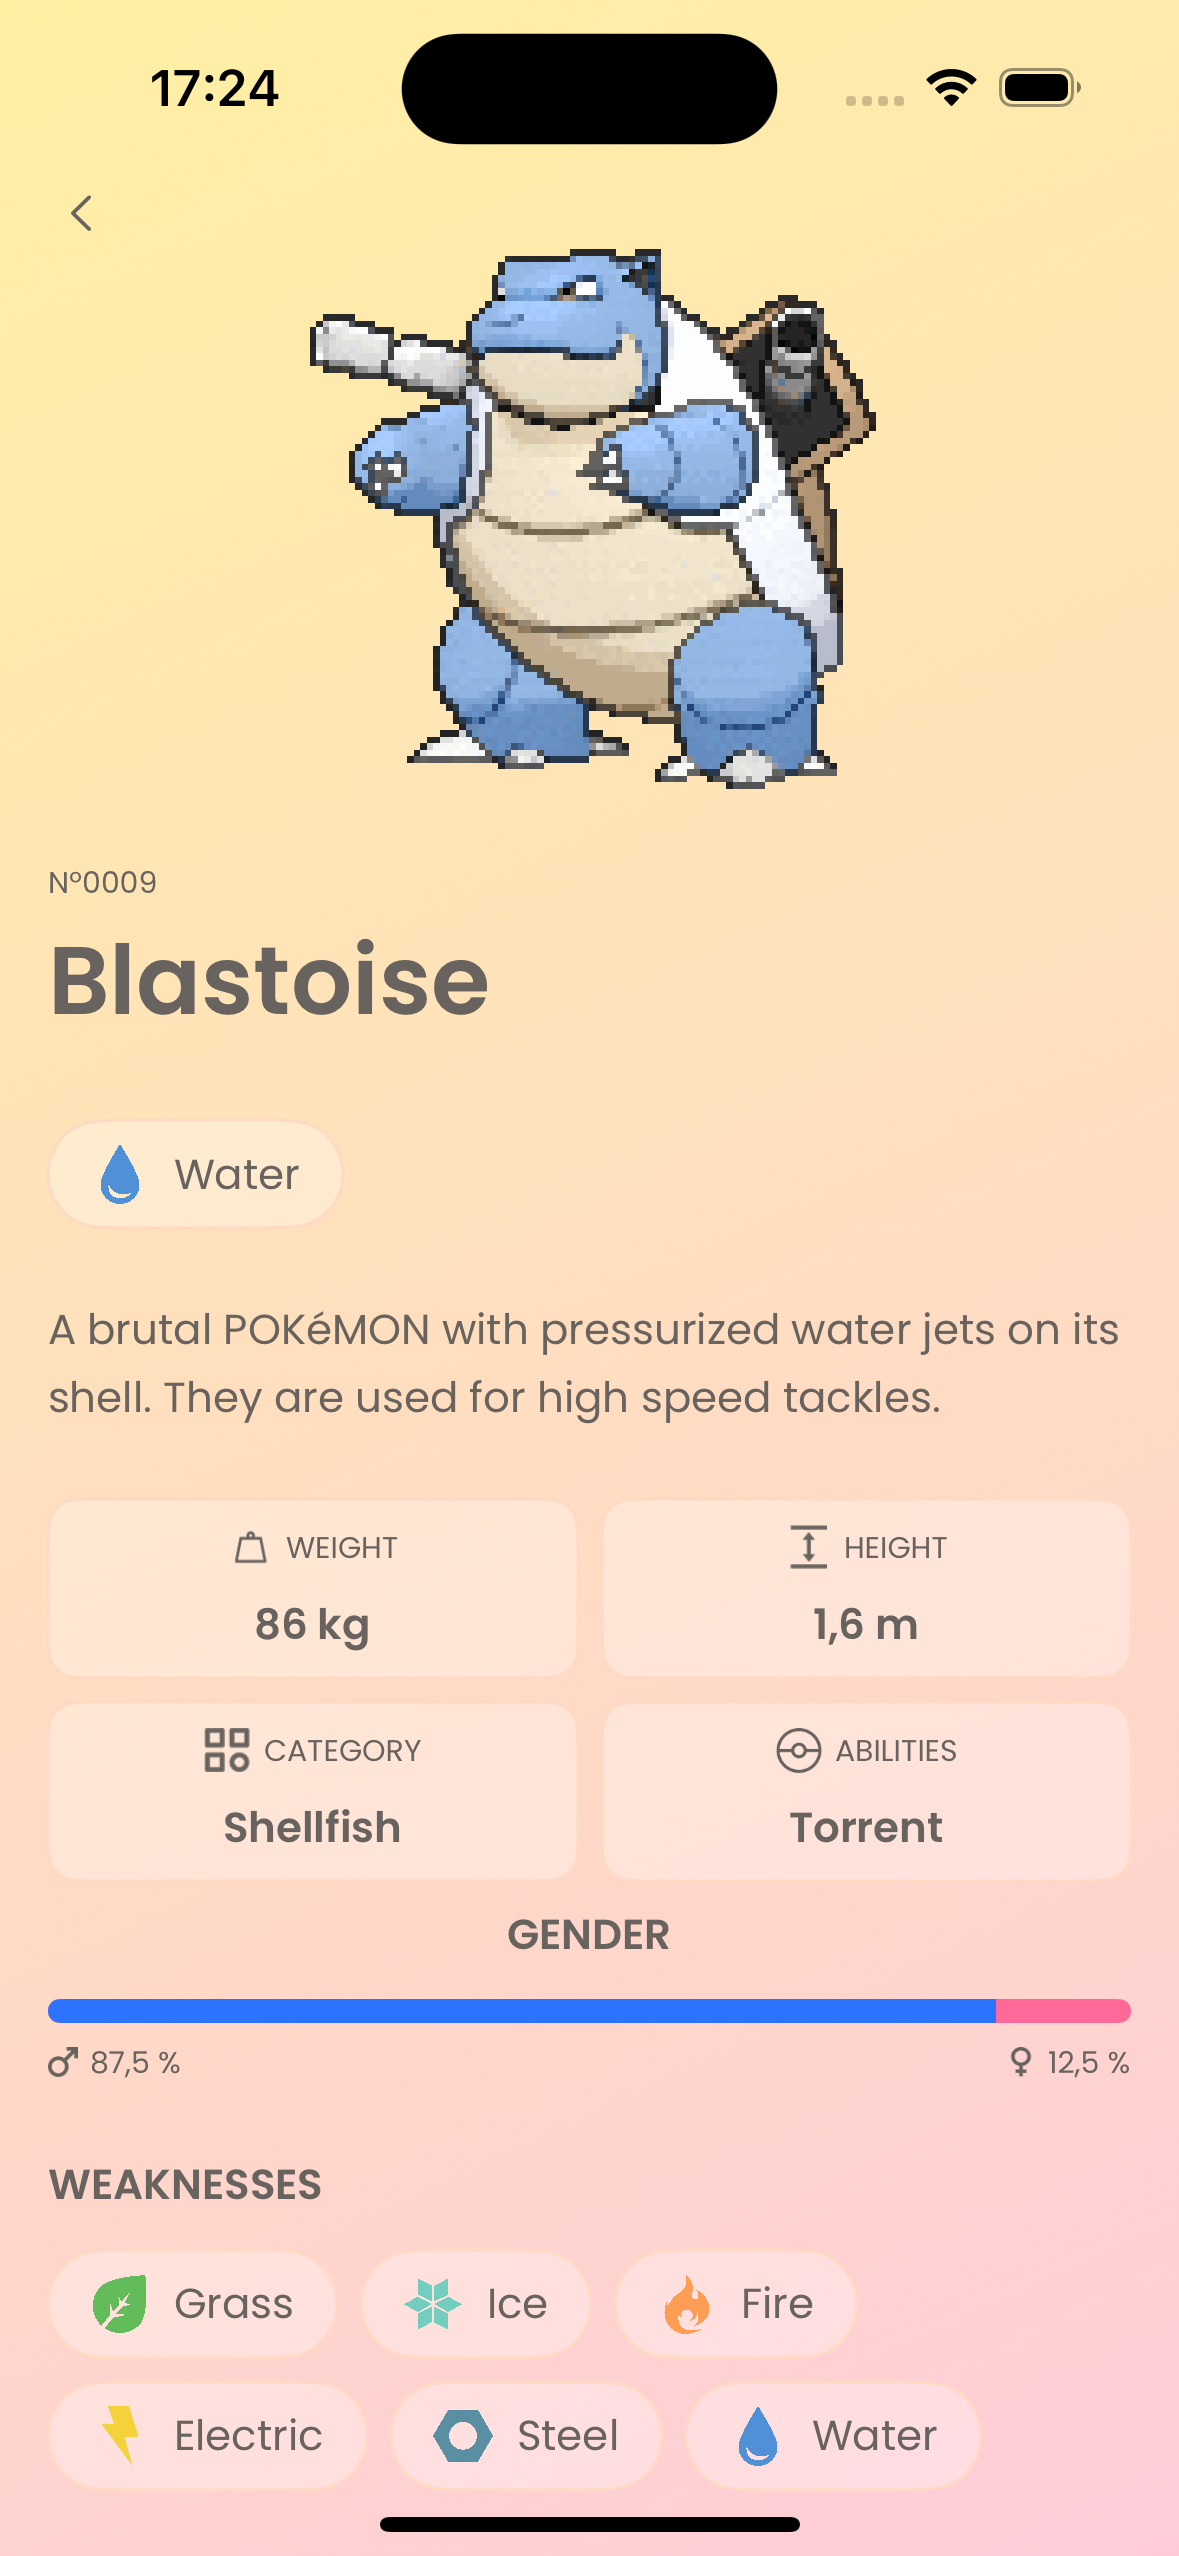 17:24
N°0009
Blastoise
Water
A brutal POKéMON with pressurized water jets on its
shell. They are used for high speed tackles.
WEIGHT
86 kg
HEIGHT
1,6 m
CATEGORY
Shellfish
ABILITIES
Torrent
GENDER
♂ 87,5 %
♀ 12,5 %
WEAKNESSES
Grass
Ice
Fire
Electric
Steel
Water